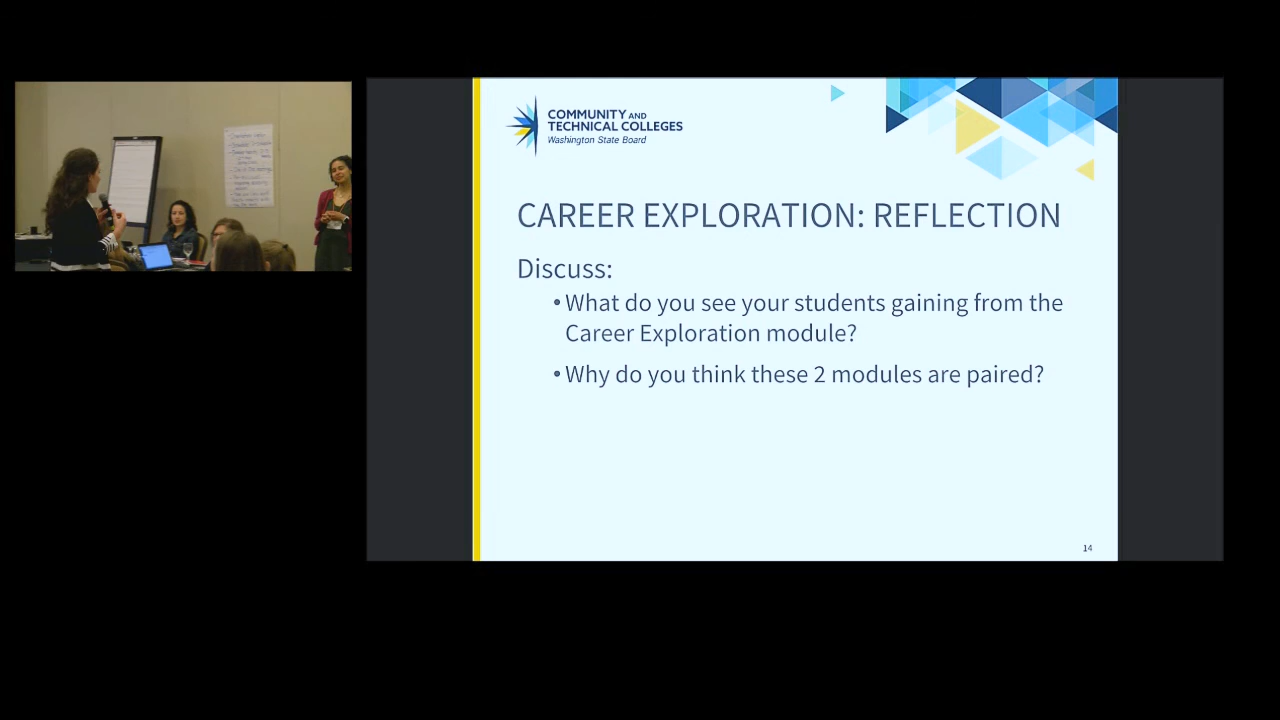 COMMUNITY AND
TECHNICAL COLLEGES
Washington State Board
CAREER EXPLORATION: REFLECTION
Discuss:
•What do you see your students gaining from the
Career Exploration module?
•Why do you think these 2 modules are paired?
14